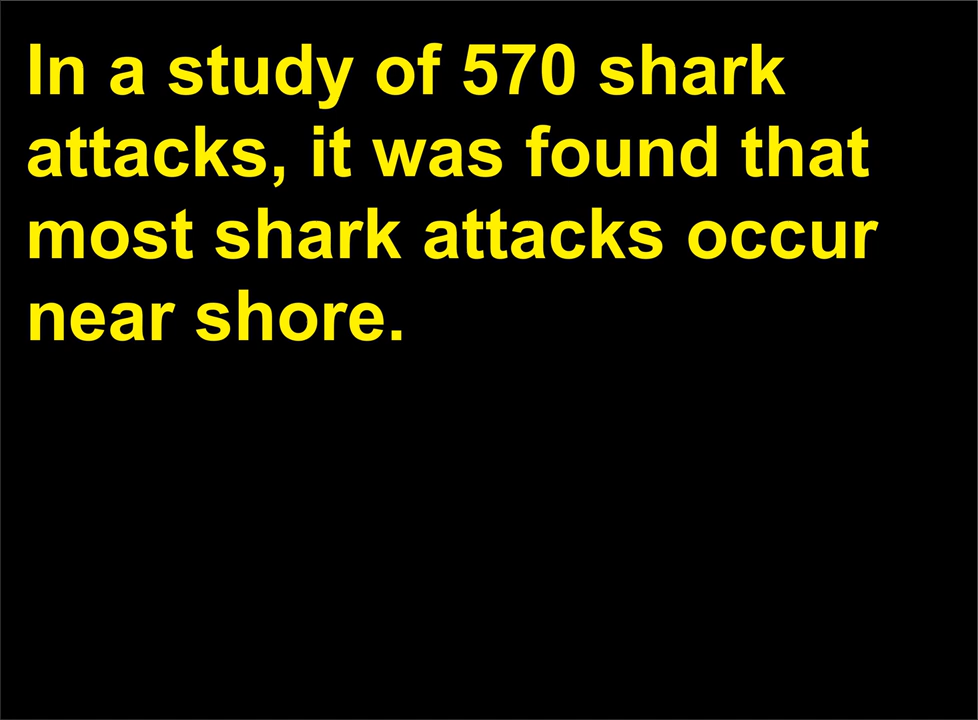 In a study of 570 shark
attacks, it was found that
most shark attacks occur
near shore.